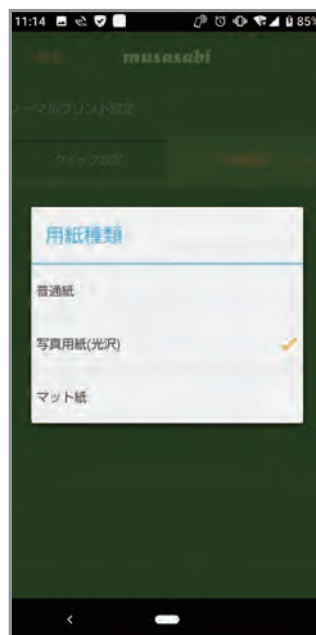 11:14 85%
musasabi
ノーマルプリント設定
クイック設定
用紙種類
普通紙
写真用紙(光沢)
マット紙